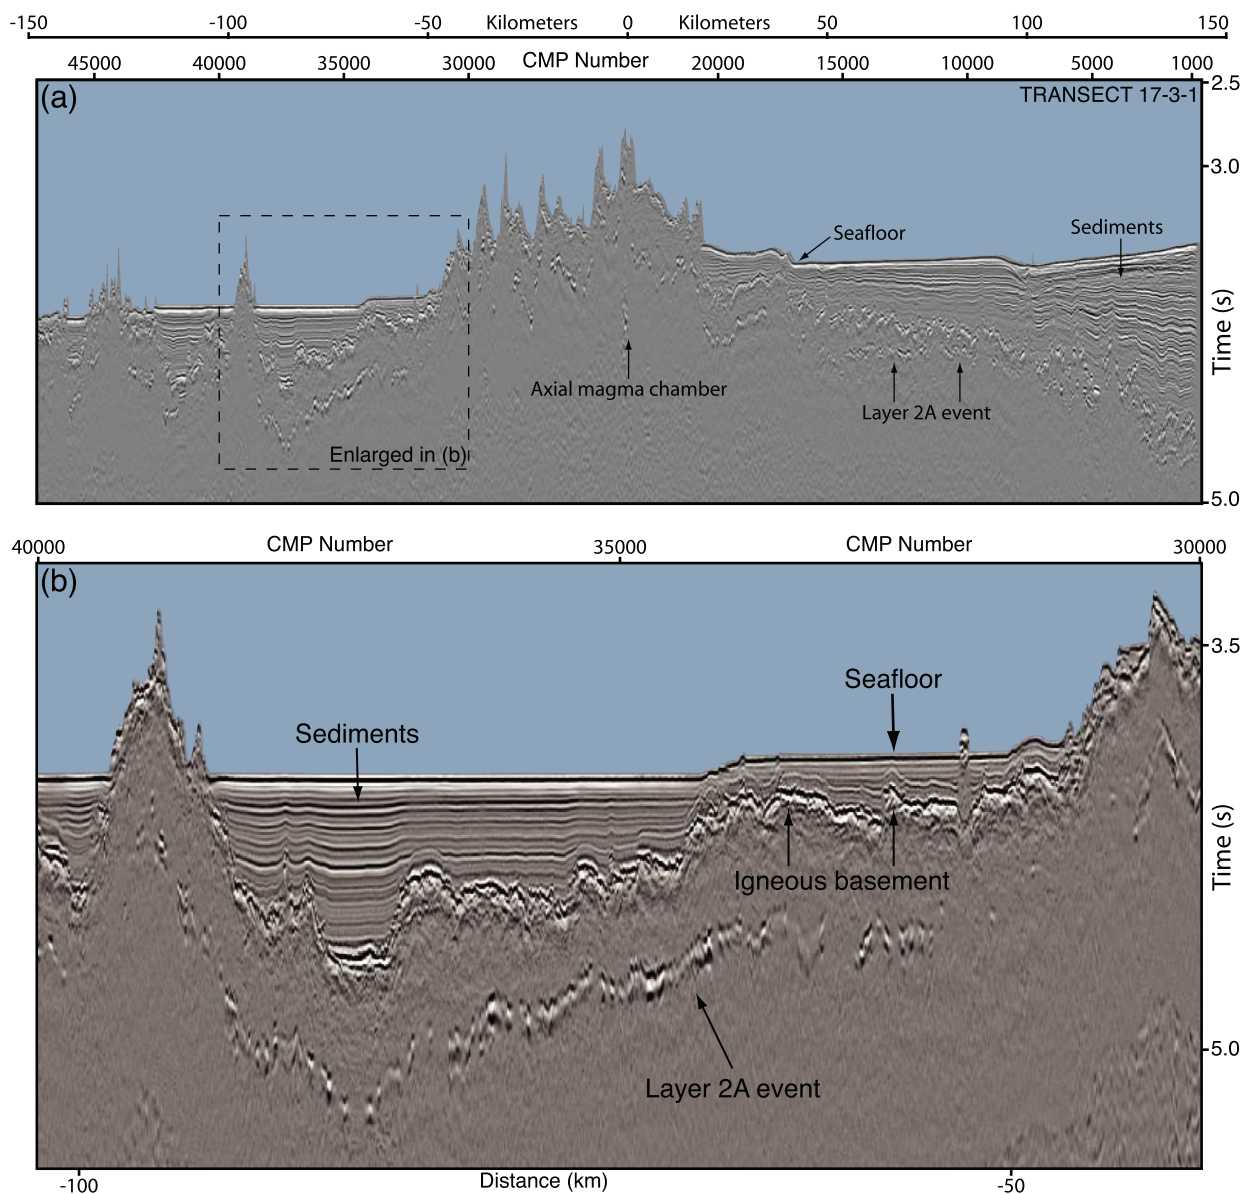 -150 -100 -50 Kilometers 0 Kilometers 50 100 150
45000 40000 35000 30000 CMP Number 20000 15000 10000 5000 1000
(a)
TRANSECT 17-3-1
2.5
3.0
Seafloor
Sediments
Time (s)
Axial magma chamber
Layer 2A event
Enlarged in (b)
5.0
40000 CMP Number 35000 CMP Number 30000
(b)
3.5
Seafloor
Sediments
Time (s)
Igneous basement
5.0
Layer 2A event
-100 Distance (km) -50